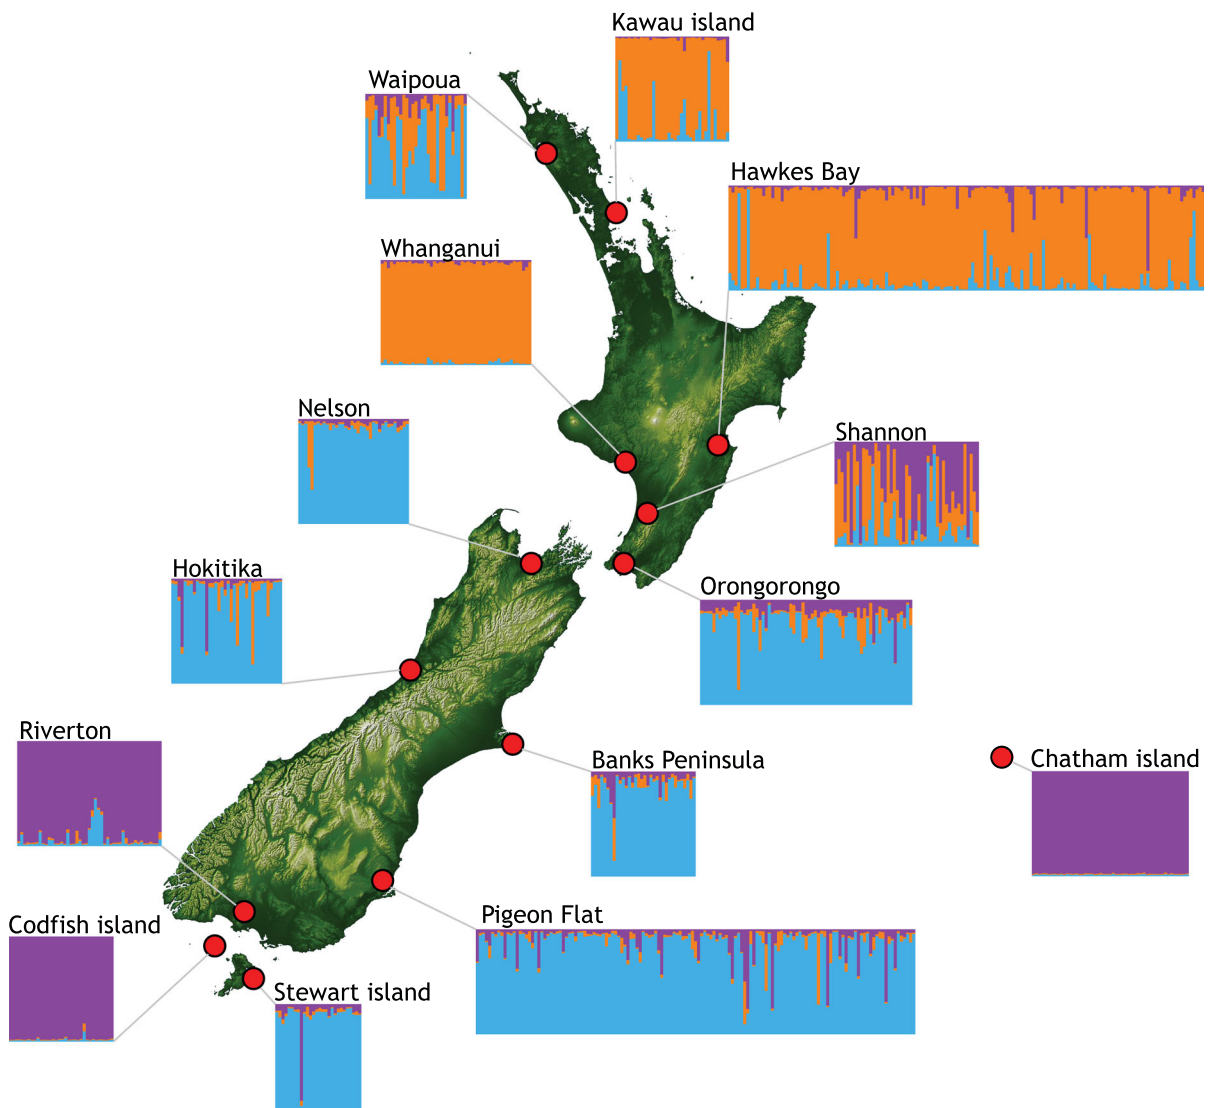 Kawau island
Waipoua
Hawkes Bay
Whanganui
Nelson
Shannon
Hokitika
Orongorongo
Riverton
Banks Peninsula
Chatham island
Pigeon Flat
Codfish island
Stewart island